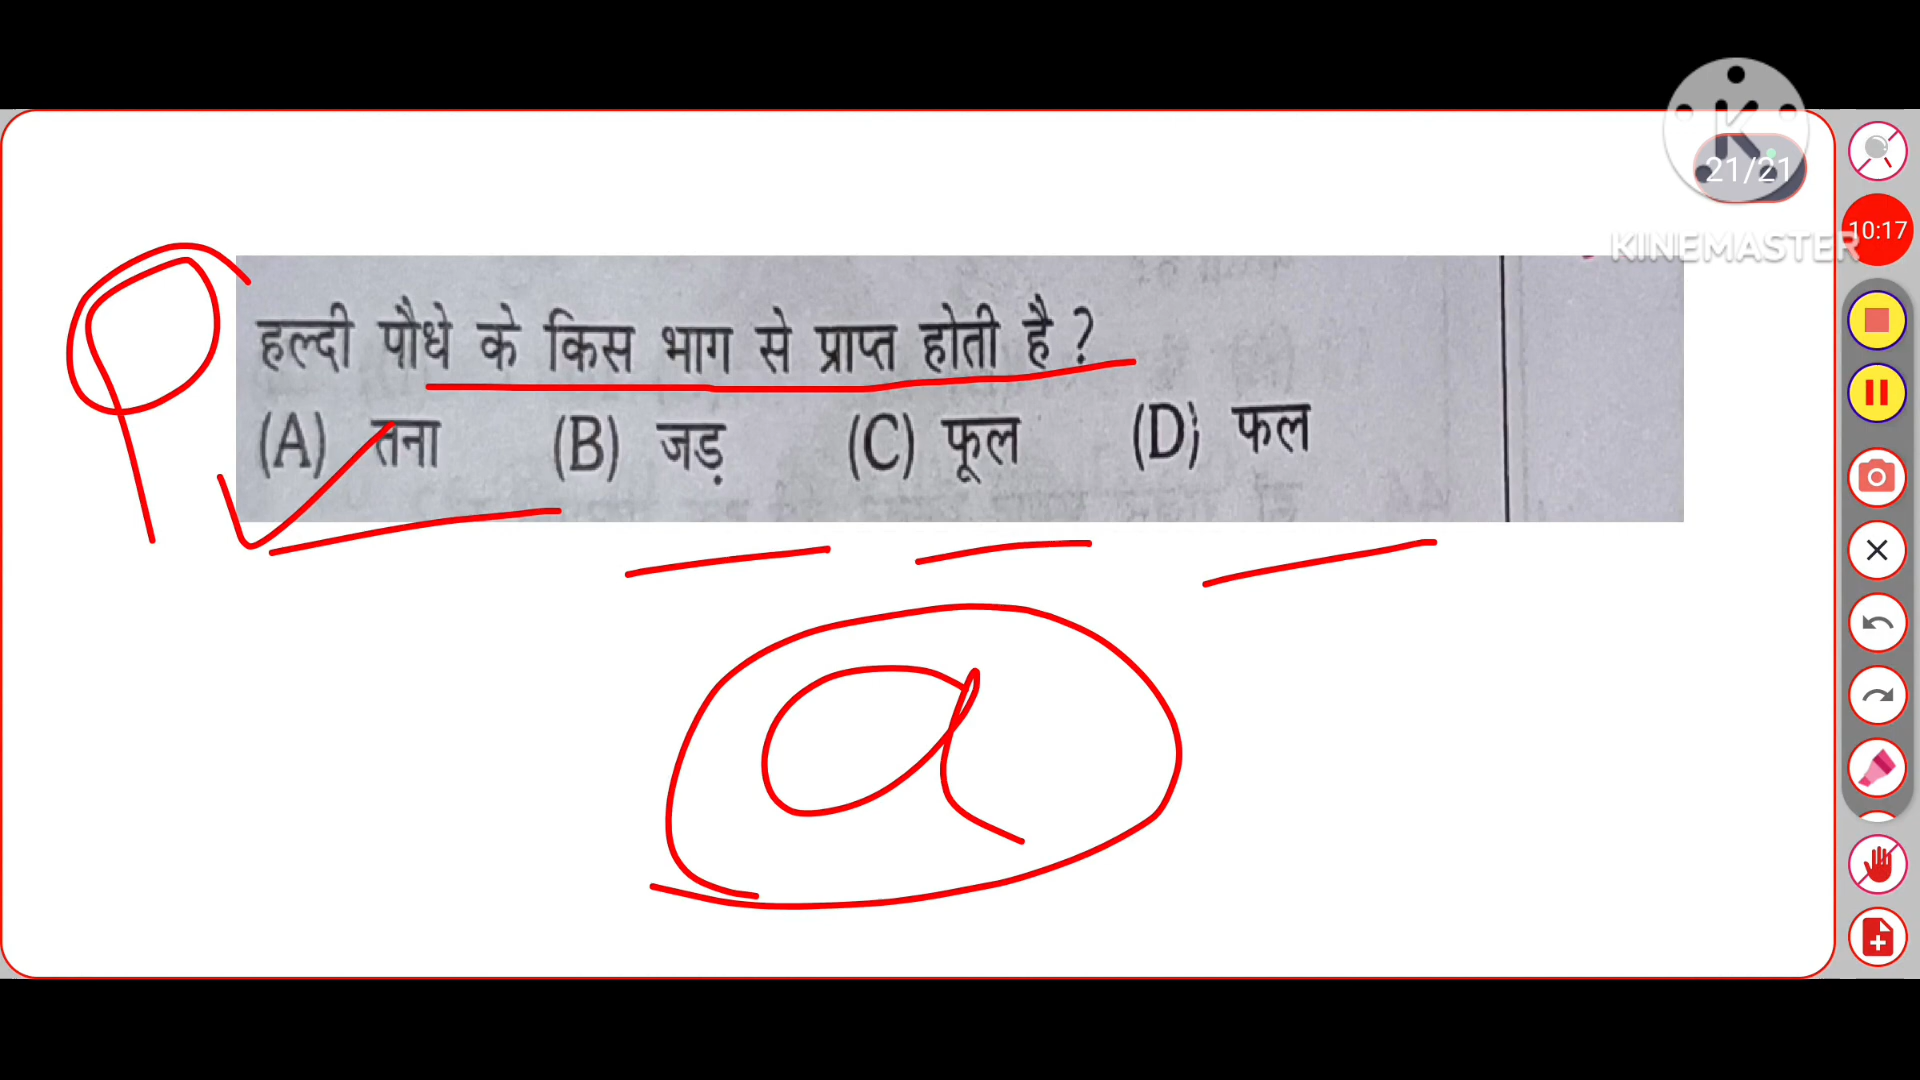 21/21
10:17
KINEMASTER
हल्दी पौधे के किस भाग से प्राप्त होती है ?
(A) तना (B) जड़ (C) फूल (D) फल
a